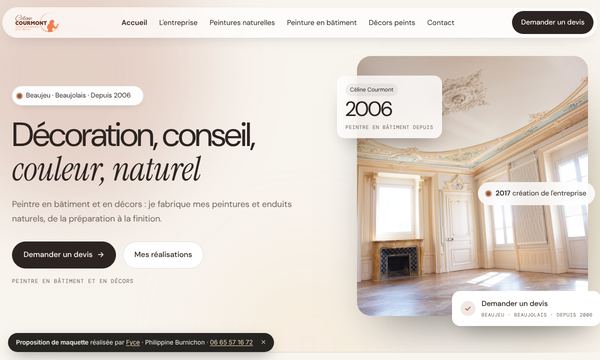 Céline
COURMONT
Accueil L'entreprise Peintures naturelles Peinture en bâtiment Décors peints Contact
Demander un devis
Beaujeu · Beaujolais · Depuis 2006
Décoration, conseil,
couleur, naturel
Peintre en bâtiment et en décors : je fabrique mes peintures et enduits
naturels, de la préparation à la finition.
Demander un devis →
Mes réalisations
PEINTRE EN BÂTIMENT ET EN DÉCORS
Céline Courmont
2006
PEINTRE EN BÂTIMENT DEPUIS
2017 création de l'entreprise
Demander un devis
BEAUJEU · BEAUJOLAIS · DEPUIS 2006
Proposition de maquette réalisée par Fyce · Philippine Burnichon · 06 65 57 16 72 ×